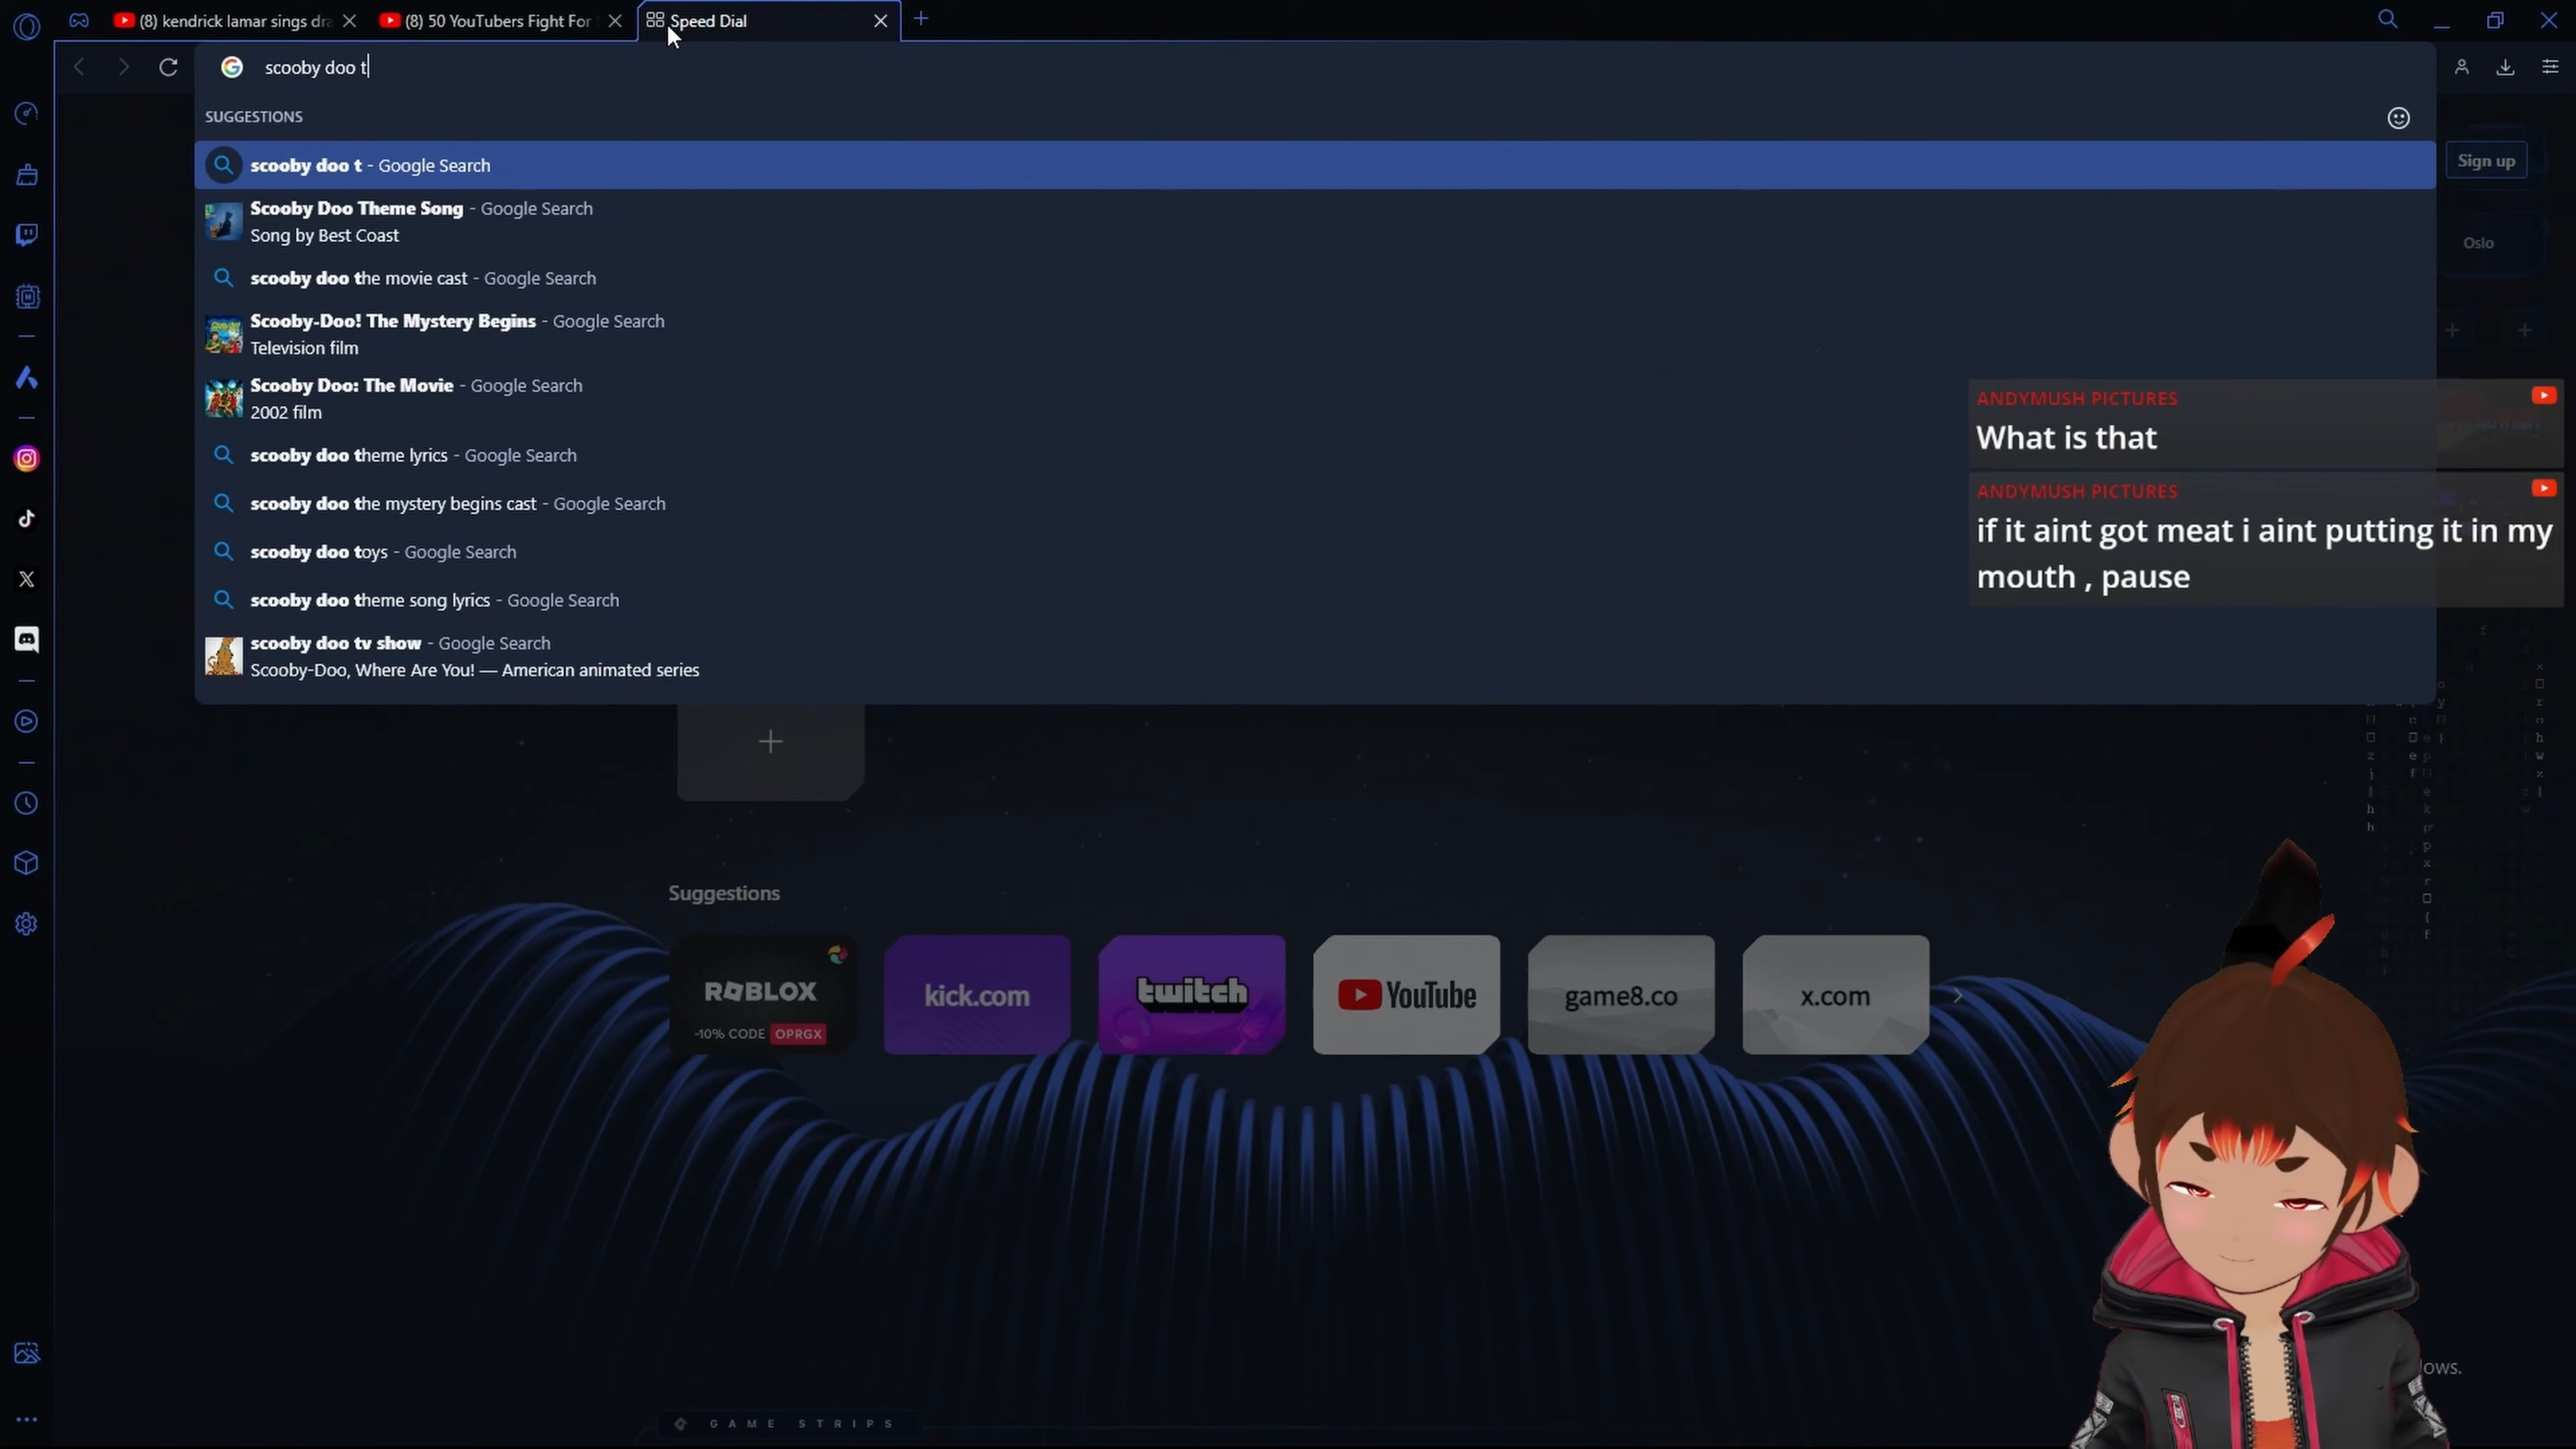 (8) kendrick lamar sings dra
(8) 50 YouTubers Fight For
Speed Dial
scooby doo t
SUGGESTIONS
scooby doo t - Google Search
Sign up
Scooby Doo Theme Song - Google Search
Song by Best Coast
Oslo
scooby doo the movie cast - Google Search
Scooby-Doo! The Mystery Begins - Google Search
Television film
Scooby Doo: The Movie - Google Search
2002 film
scooby doo theme lyrics - Google Search
scooby doo the mystery begins cast - Google Search
scooby doo toys - Google Search
scooby doo theme song lyrics - Google Search
scooby doo tv show - Google Search
Scooby-Doo, Where Are You! — American animated series
ANDYMUSH PICTURES
What is that
ANDYMUSH PICTURES
if it aint got meat i aint putting it in my
mouth , pause
Suggestions
ROBLOX
-10% CODE OPRGX
kick.com
twitch
YouTube
game8.co
x.com
lows.
GAME STRIPS